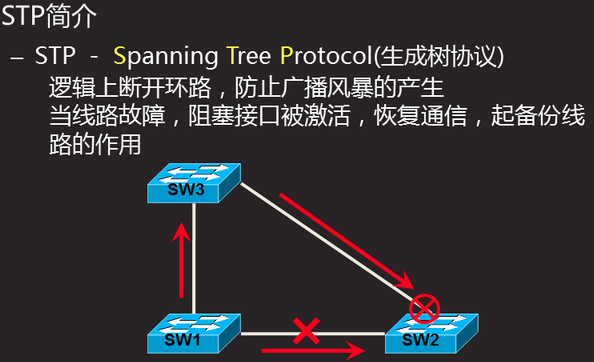 STP简介
– STP - Spanning Tree Protocol(生成树协议)
逻辑上断开环路，防止广播风暴的产生
当线路故障，阻塞接口被激活，恢复通信，起备份线
路的作用
SW3
SW1
SW2